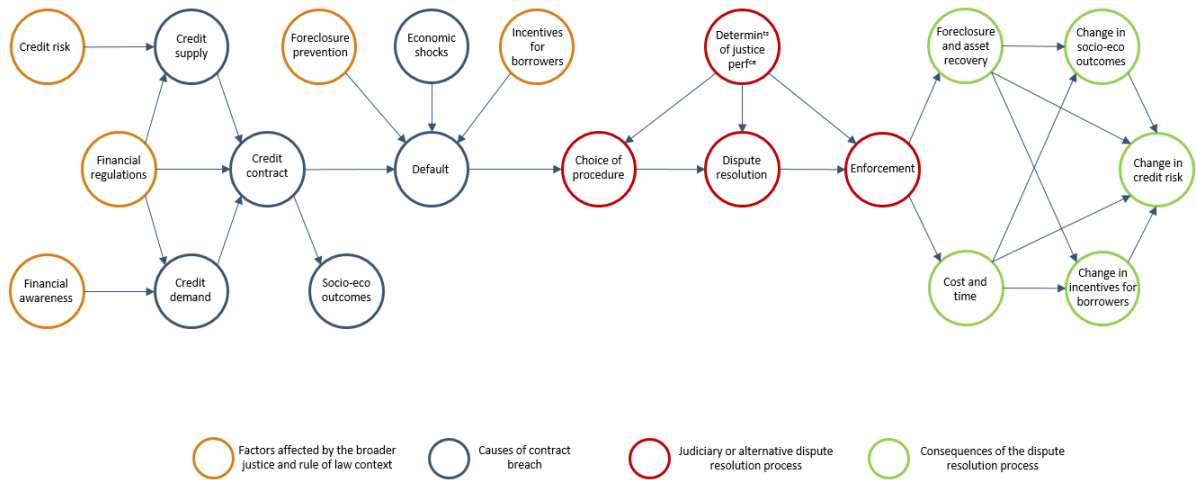 Credit risk
Credit
supply
Foreclosure
prevention
Economic
shocks
Incentives
for
borrowers
Determinᵗˢ
of justice
perfᶜᵉ
Foreclosure
and asset
recovery
Change in
socio-eco
outcomes
Financial
regulations
Credit
contract
Default
Choice of
procedure
Dispute
resolution
Enforcement
Change in
credit risk
Financial
awareness
Credit
demand
Socio-eco
outcomes
Cost and
time
Change in
incentives for
borrowers
Factors affected by the broader
justice and rule of law context
Causes of contract
breach
Judiciary or alternative dispute
resolution process
Consequences of the dispute
resolution process